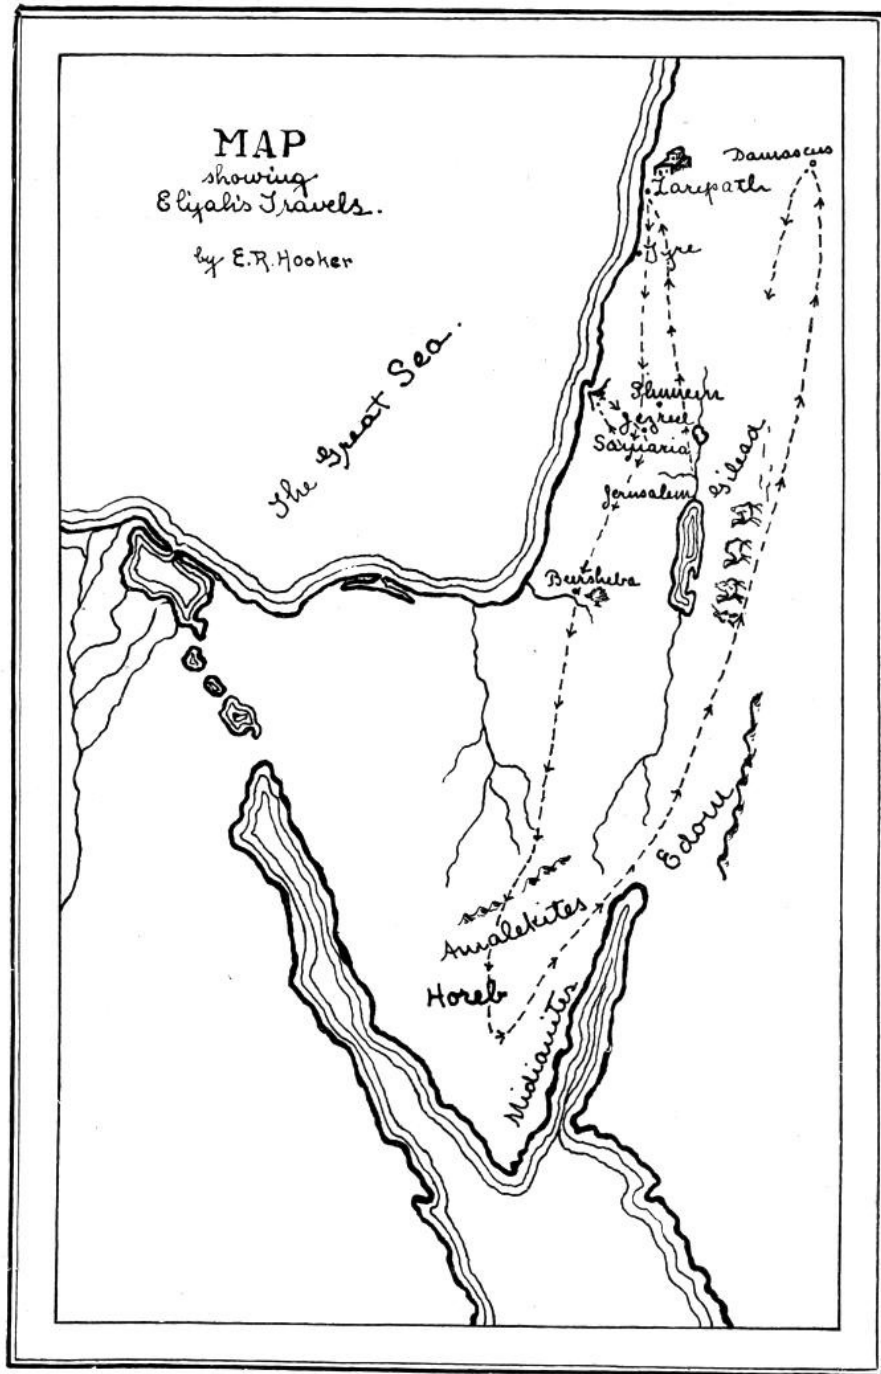 MAP
showing
Elijah's Travels.
by E.R. Hooker
The Great Sea.
Damascus
Zarepath
Tyre
Shunem
Jezreel
Samaria
Gilead
Jerusalem
Beersheba
Edom
Amalekites
Horeb
Midianites